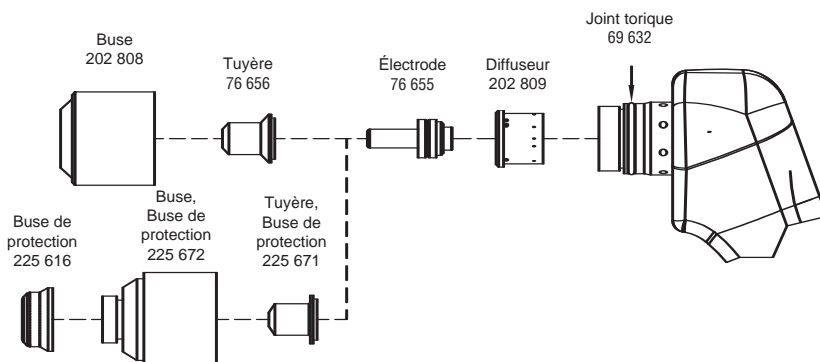 Joint torique
69 632
Buse
202 808
Tuyère
76 656
Électrode
76 655
Diffuseur
202 809
Buse de
protection
225 616
Buse,
Buse de
protection
225 672
Tuyère,
Buse de
protection
225 671